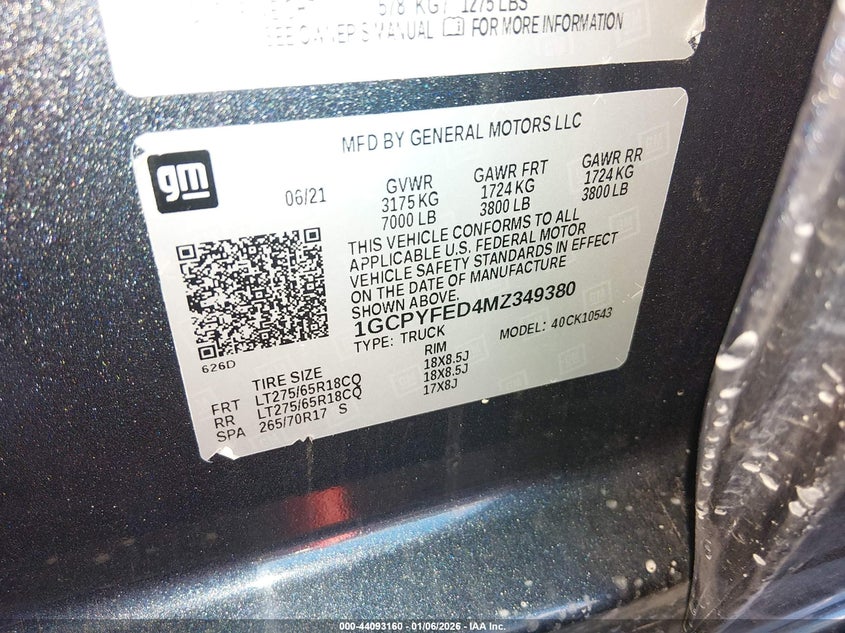 678 KG / 1275 LBS
SEE OWNER'S MANUAL FOR MORE INFORMATION
MFD BY GENERAL MOTORS LLC
gm
06/21
GVWR
3175 KG
7000 LB
GAWR FRT
1724 KG
3800 LB
GAWR RR
1724 KG
3800 LB
THIS VEHICLE CONFORMS TO ALL
APPLICABLE U.S. FEDERAL MOTOR
VEHICLE SAFETY STANDARDS IN EFFECT
ON THE DATE OF MANUFACTURE
SHOWN ABOVE.
1GCPYFED4MZ349380
TYPE: TRUCK MODEL: 40CK10543
626D
TIRE SIZE RIM
FRT LT275/65R18CQ 18X8.5J
RR LT275/65R18CQ 18X8.5J
SPA 265/70R17 S 17X8J
000-44093160 - 01/06/2026 - IAA Inc.